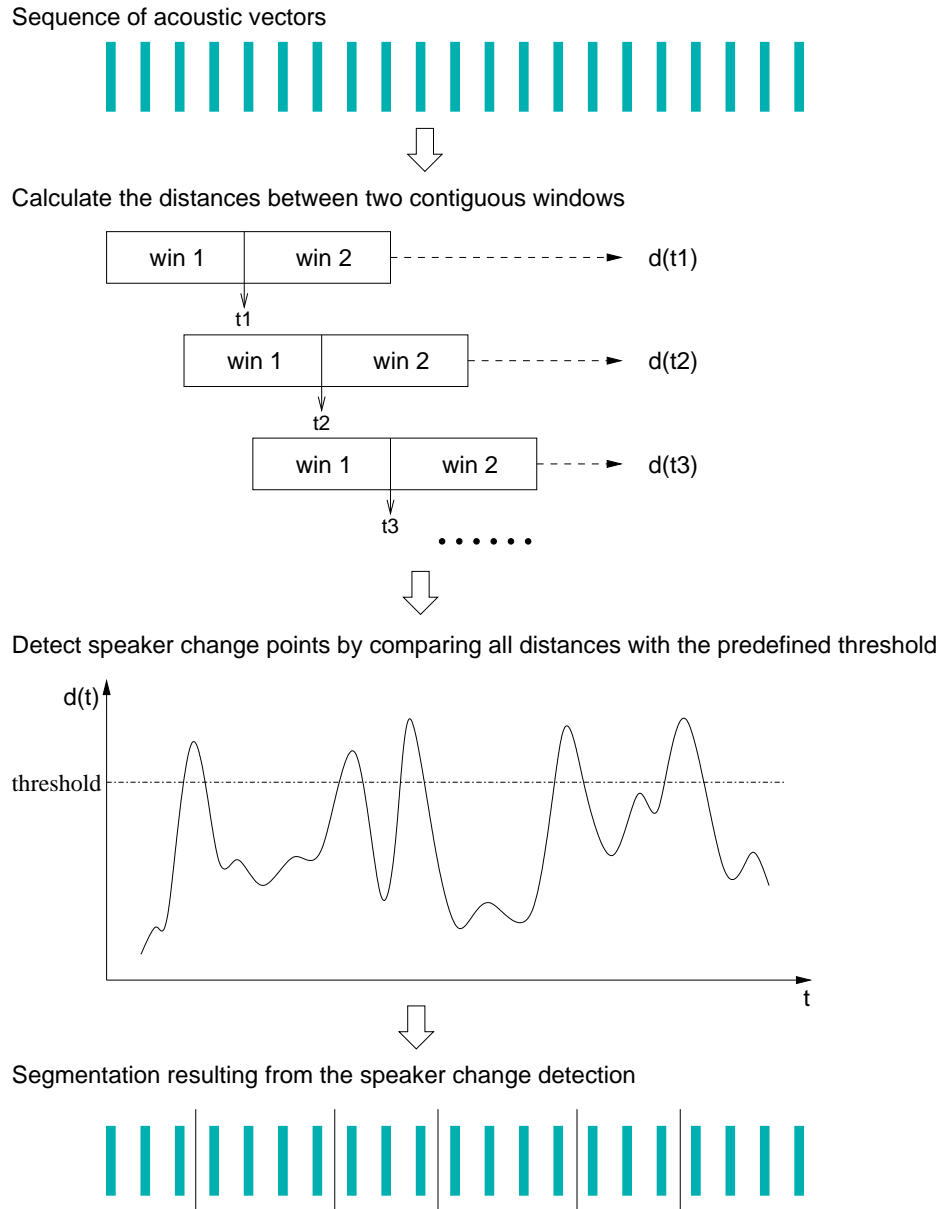 Sequence of acoustic vectors
Calculate the distances between two contiguous windows
win 1 win 2 d(t1)
t1
win 1 win 2 d(t2)
t2
win 1 win 2 d(t3)
t3
Detect speaker change points by comparing all distances with the predefined threshold
d(t)
threshold
t
Segmentation resulting from the speaker change detection